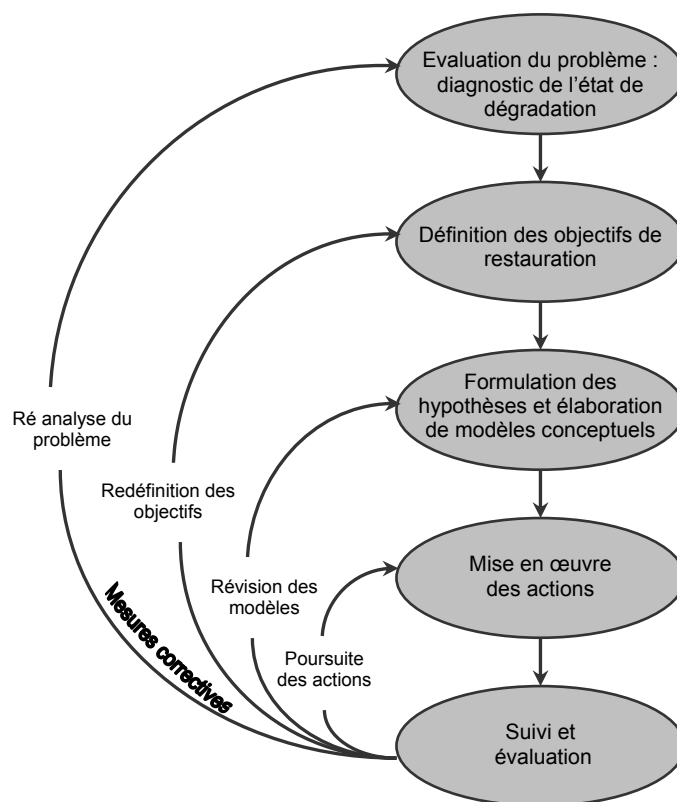 Evaluation du problème :
diagnostic de l’état de
dégradation
Définition des objectifs de
restauration
Formulation des
hypothèses et élaboration
de modèles conceptuels
Ré analyse du
problème
Redéfinition des
objectifs
Mise en œuvre
des actions
Révision des
modèles
Poursuite
des actions
Mesures correctives
Suivi et
évaluation